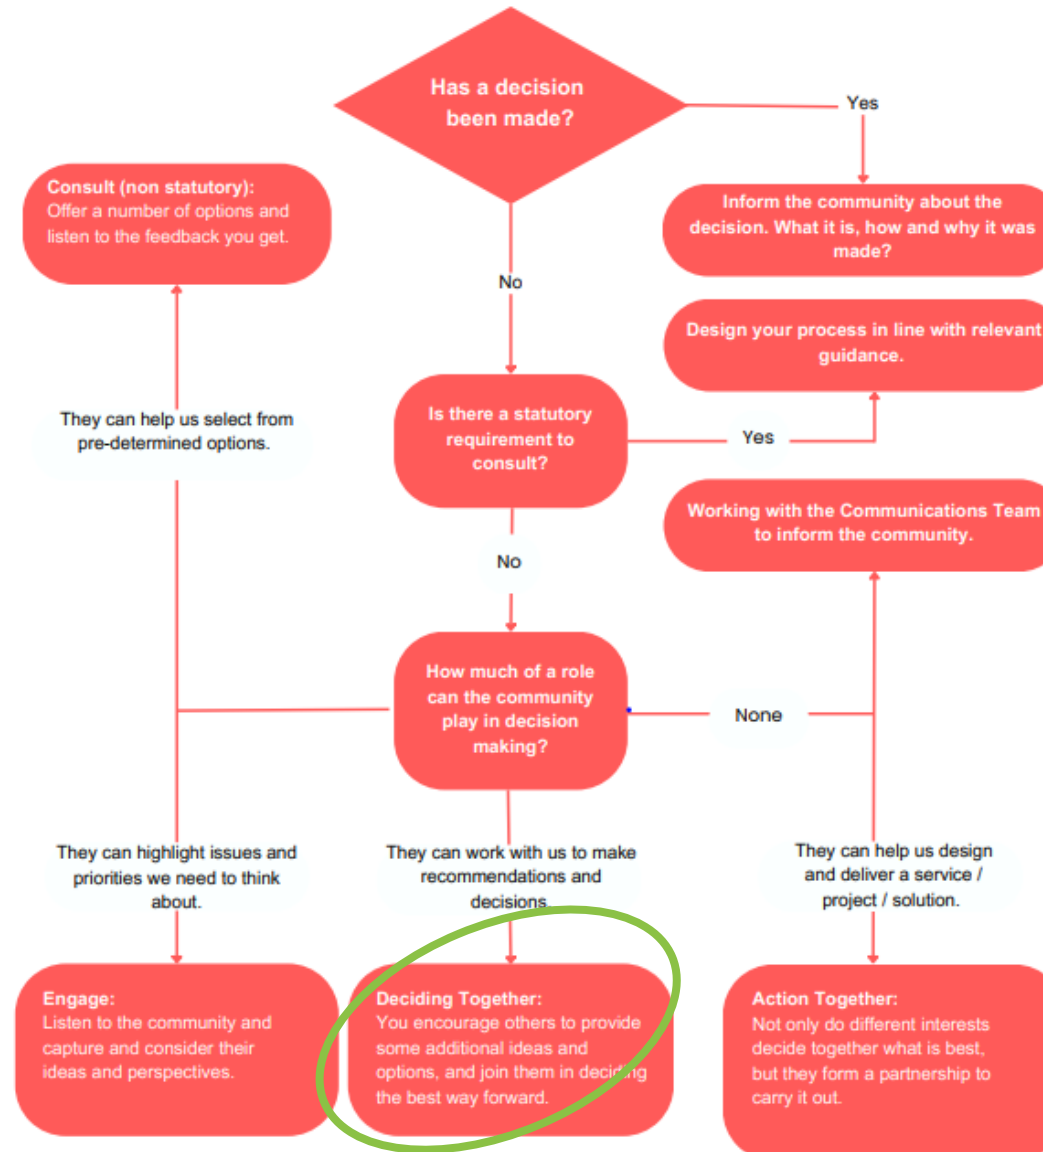 Has a decision
been made?
Yes
Consult (non statutory):
Offer a number of options and
listen to the feedback you get.
Inform the community about the
decision. What it is, how and why it was
made?
No
Design your process in line with relevant
guidance.
They can help us select from
pre-determined options.
Is there a statutory
requirement to
consult?
Yes
Working with the Communications Team
to inform the community.
No
How much of a role
can the community
play in decision
making?
None
They can highlight issues and
priorities we need to think
about.
They can work with us to make
recommendations and
decisions.
They can help us design
and deliver a service /
project / solution.
Engage:
Listen to the community and
capture and consider their
ideas and perspectives.
Deciding Together:
You encourage others to provide
some additional ideas and
options, and join them in deciding
the best way forward.
Action Together:
Not only do different interests
decide together what is best,
but they form a partnership to
carry it out.